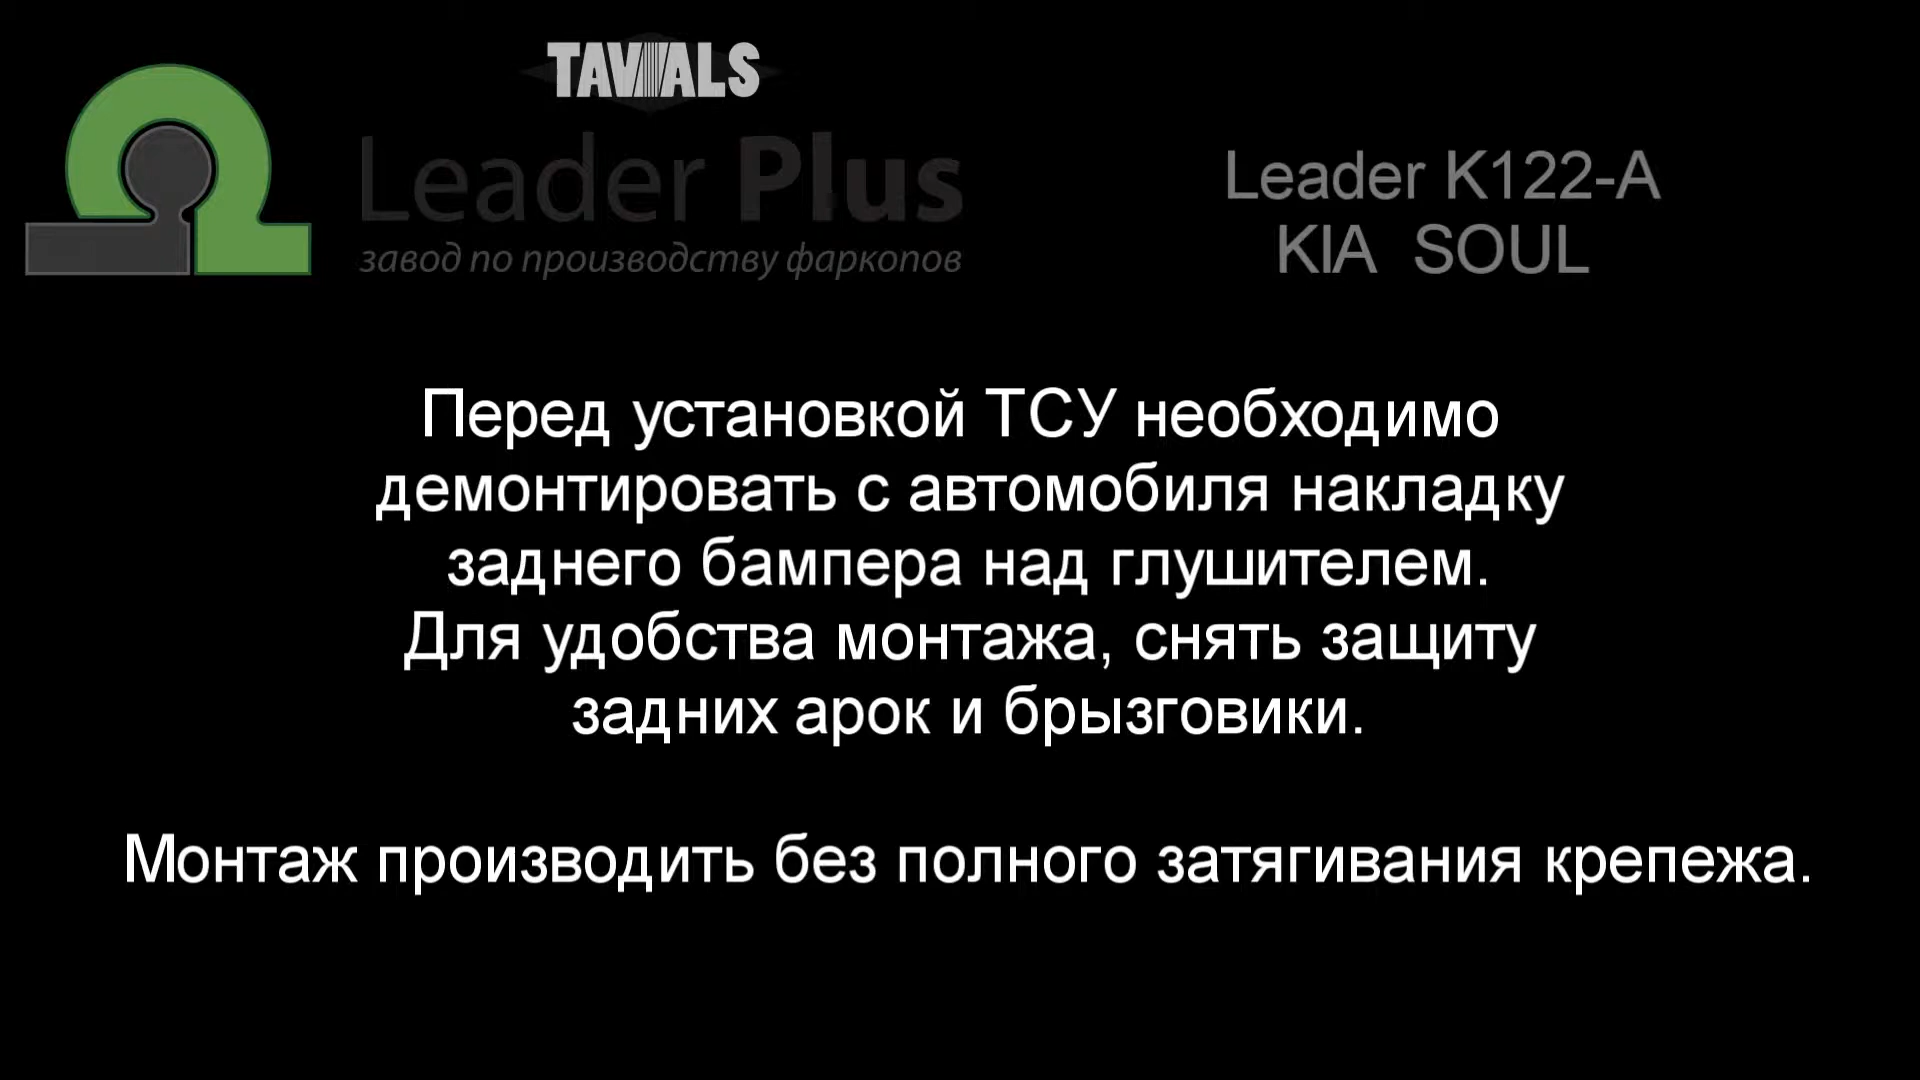 TAVIALS
Leader Plus
завод по производству фаркопов
Leader K122-A
KIA SOUL
Перед установкой ТСУ необходимо
демонтировать с автомобиля накладку
заднего бампера над глушителем.
Для удобства монтажа, снять защиту
задних арок и брызговики.
Монтаж производить без полного затягивания крепежа.